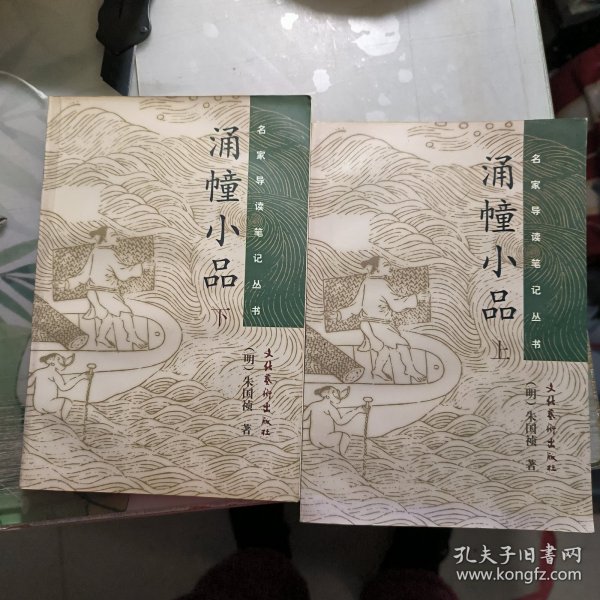 名家导读笔记丛书
涌幢小品
下
(明)朱国祯 著
文化艺术出版社
名家导读笔记丛书
涌幢小品
上
(明)朱国祯 著
文化艺术出版社
孔夫子旧书网
www.kongfz.com